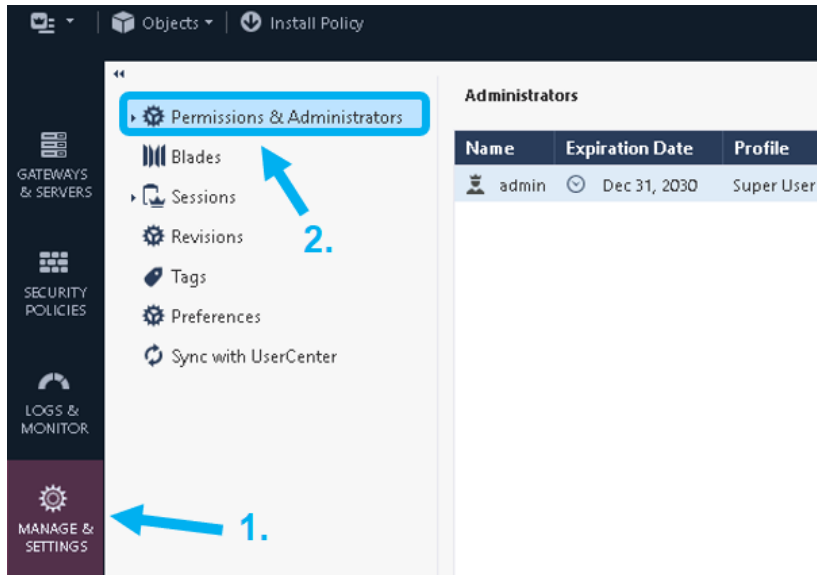 Objects
Install Policy
Permissions & Administrators
Blades
Sessions
Revisions
Tags
Preferences
Sync with UserCenter
2.
GATEWAYS
& SERVERS
SECURITY
POLICIES
LOGS &
MONITOR
MANAGE &
SETTINGS
1.
Administrators
Name Expiration Date Profile
admin Dec 31, 2030 Super User